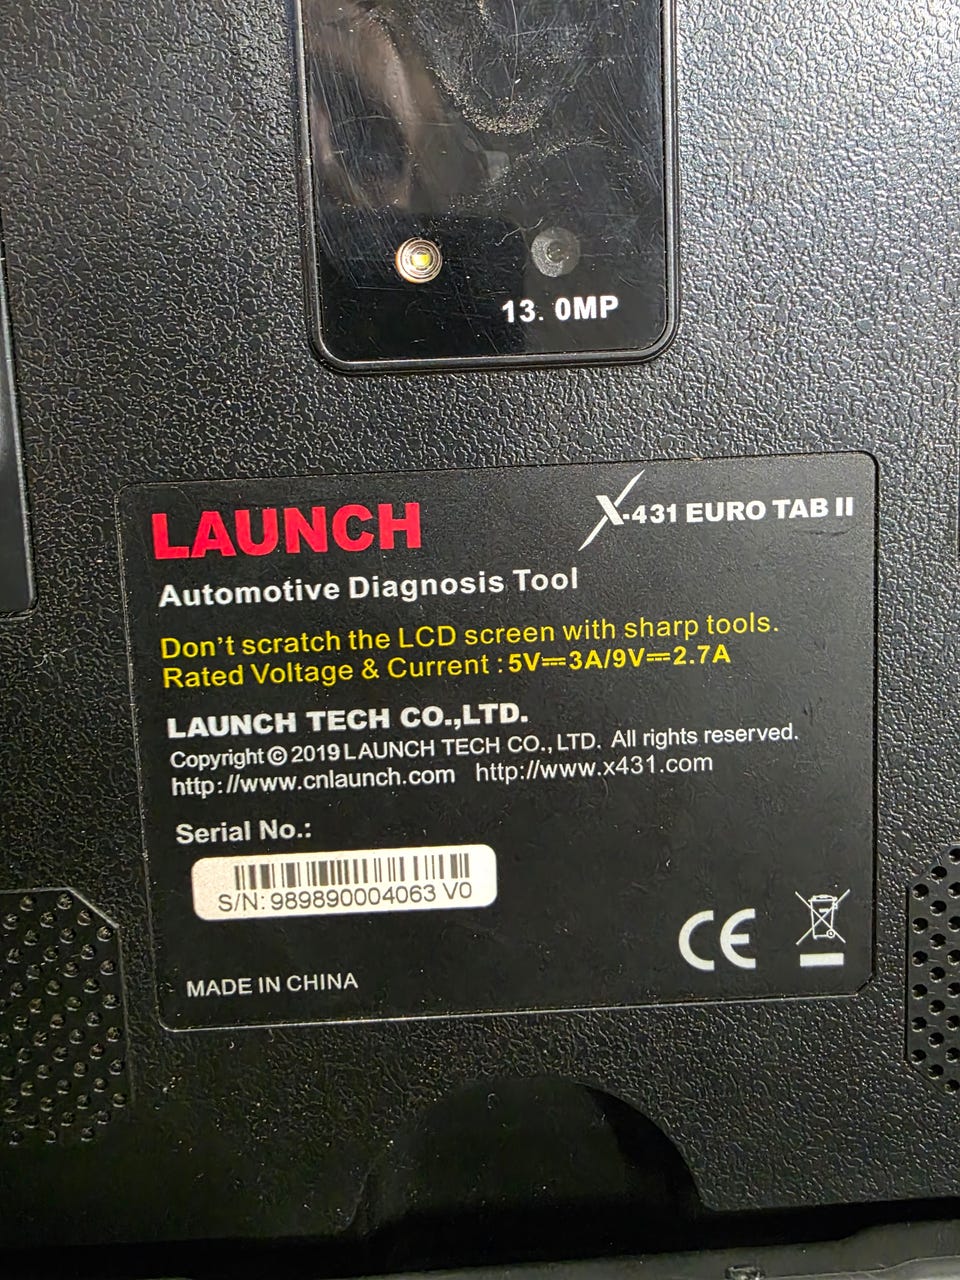 13.0MP
LAUNCH
X-431 EURO TAB II
Automotive Diagnosis Tool
Don't scratch the LCD screen with sharp tools.
Rated Voltage & Current : 5V⎓3A/9V⎓2.7A
LAUNCH TECH CO.,LTD.
Copyright © 2019 LAUNCH TECH CO., LTD. All rights reserved.
http://www.cnlaunch.com http://www.x431.com
Serial No.:
S/N: 989890004063 V0
CE
MADE IN CHINA